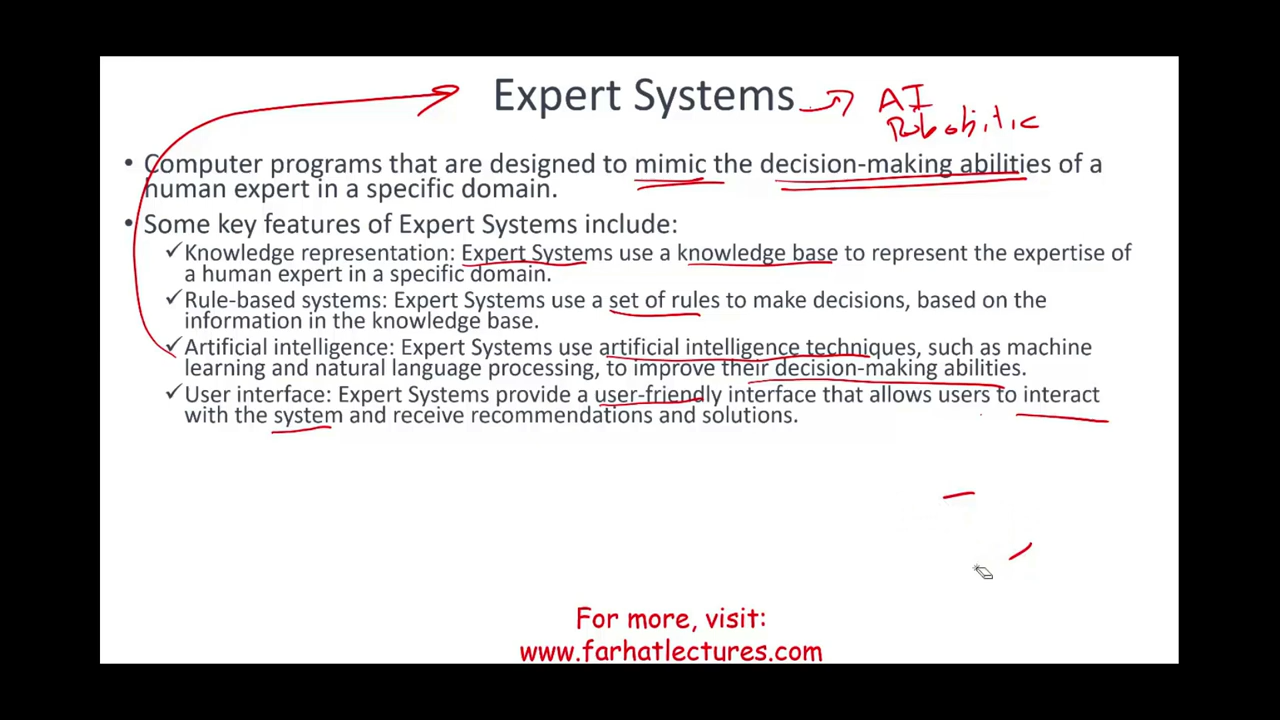 Expert Systems
AI
Robobitic
• Computer programs that are designed to mimic the decision-making abilities of a
human expert in a specific domain.
• Some key features of Expert Systems include:
✓Knowledge representation: Expert Systems use a knowledge base to represent the expertise of
a human expert in a specific domain.
✓Rule-based systems: Expert Systems use a set of rules to make decisions, based on the
information in the knowledge base.
✓Artificial intelligence: Expert Systems use artificial intelligence techniques, such as machine
learning and natural language processing, to improve their decision-making abilities.
✓User interface: Expert Systems provide a user-friendly interface that allows users to interact
with the system and receive recommendations and solutions.
For more, visit:
www.farhatlectures.com